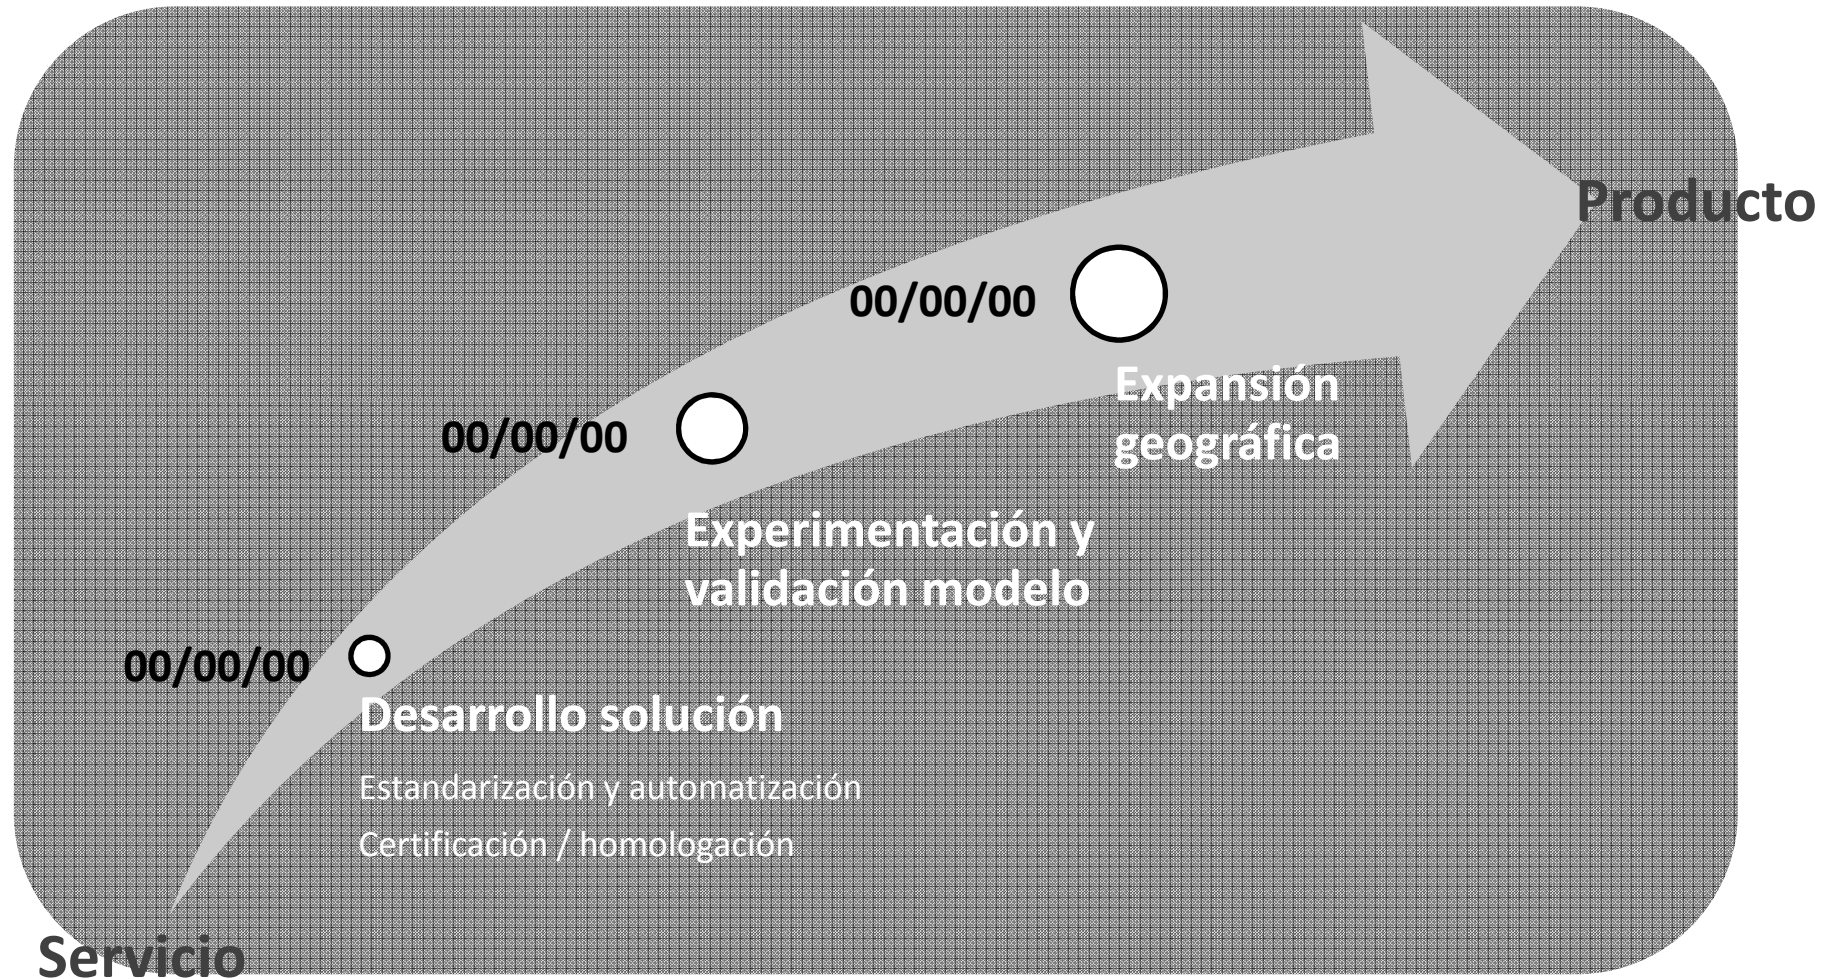 Producto
00/00/00
Expansión
geográfica
00/00/00
Experimentación y
validación modelo
00/00/00
Desarrollo solución
Estandarización y automatización
Certificación / homologación
Servicio